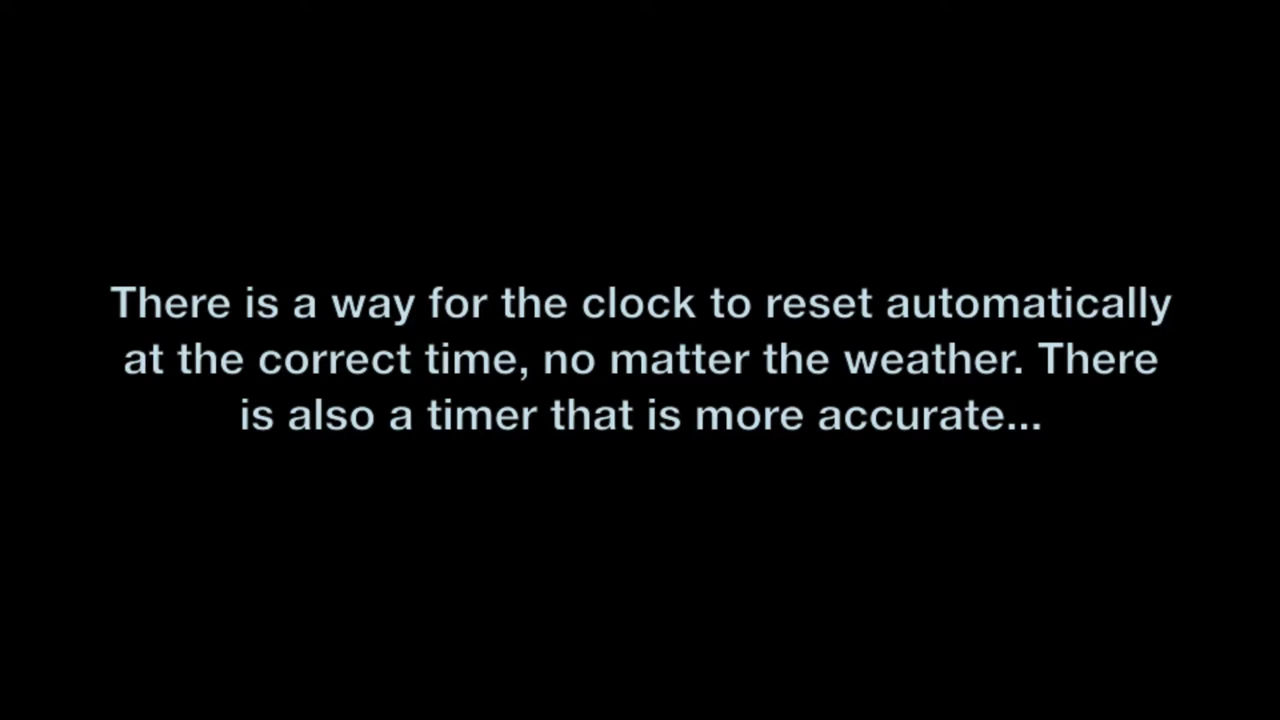 There is a way for the clock to reset automatically
at the correct time, no matter the weather. There
is also a timer that is more accurate...